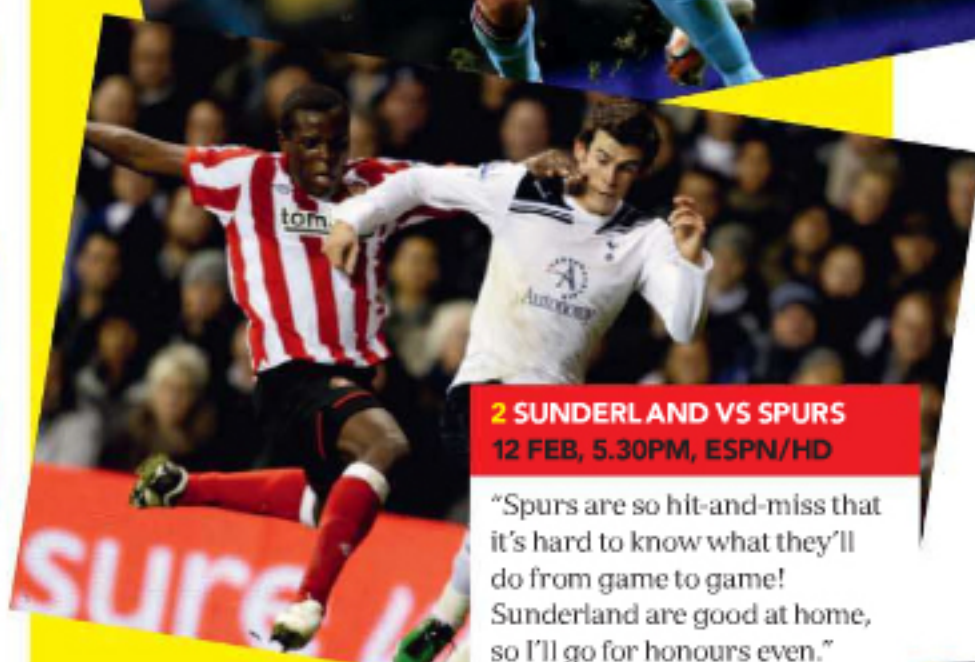 tom
Autonomy
2 SUNDERLAND VS SPURS
12 FEB, 5.30PM, ESPN/HD
"Spurs are so hit-and-miss that
it's hard to know what they'll
do from game to game!
Sunderland are good at home,
so I'll go for honours even."
sure